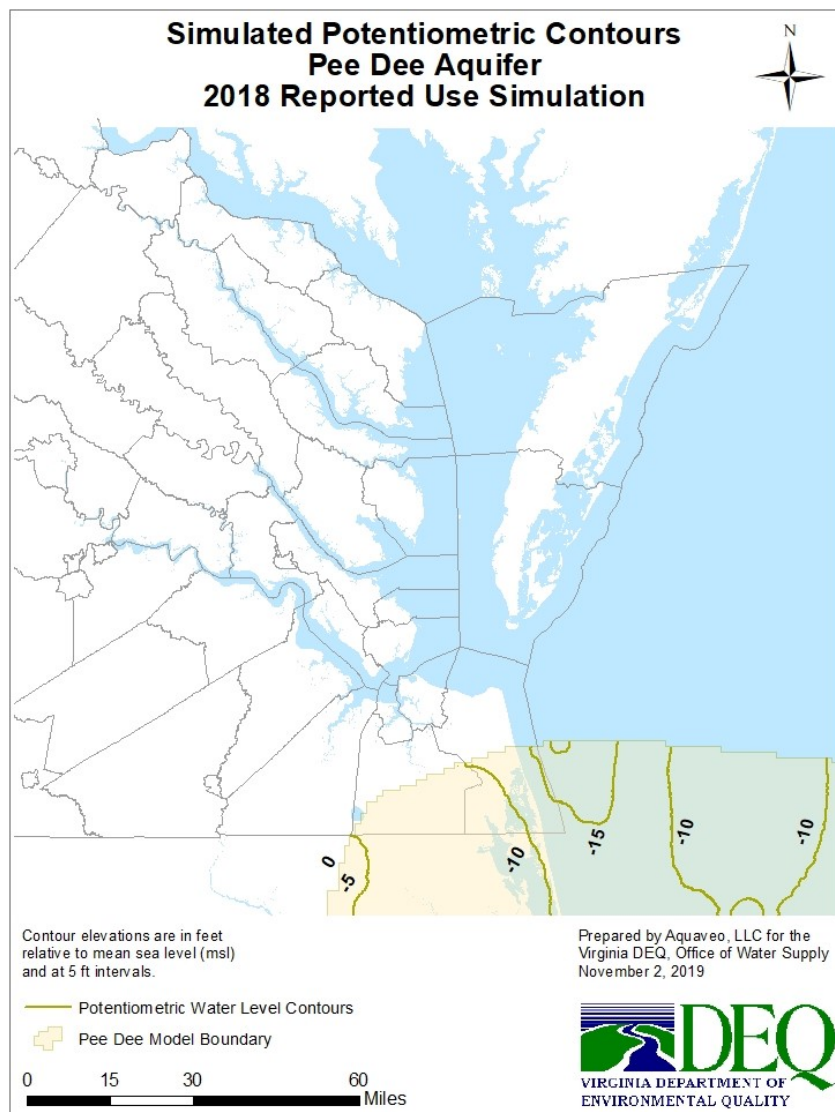 Simulated Potentiometric Contours
Pee Dee Aquifer
2018 Reported Use Simulation
N
0
-5
-10
-15
-10
-10
Contour elevations are in feet
relative to mean sea level (msl)
and at 5 ft intervals.
Prepared by Aquaveo, LLC for the
Virginia DEQ, Office of Water Supply
November 2, 2019
Potentiometric Water Level Contours
Pee Dee Model Boundary
0 15 30 60
Miles
DEQ
VIRGINIA DEPARTMENT OF
ENVIRONMENTAL QUALITY